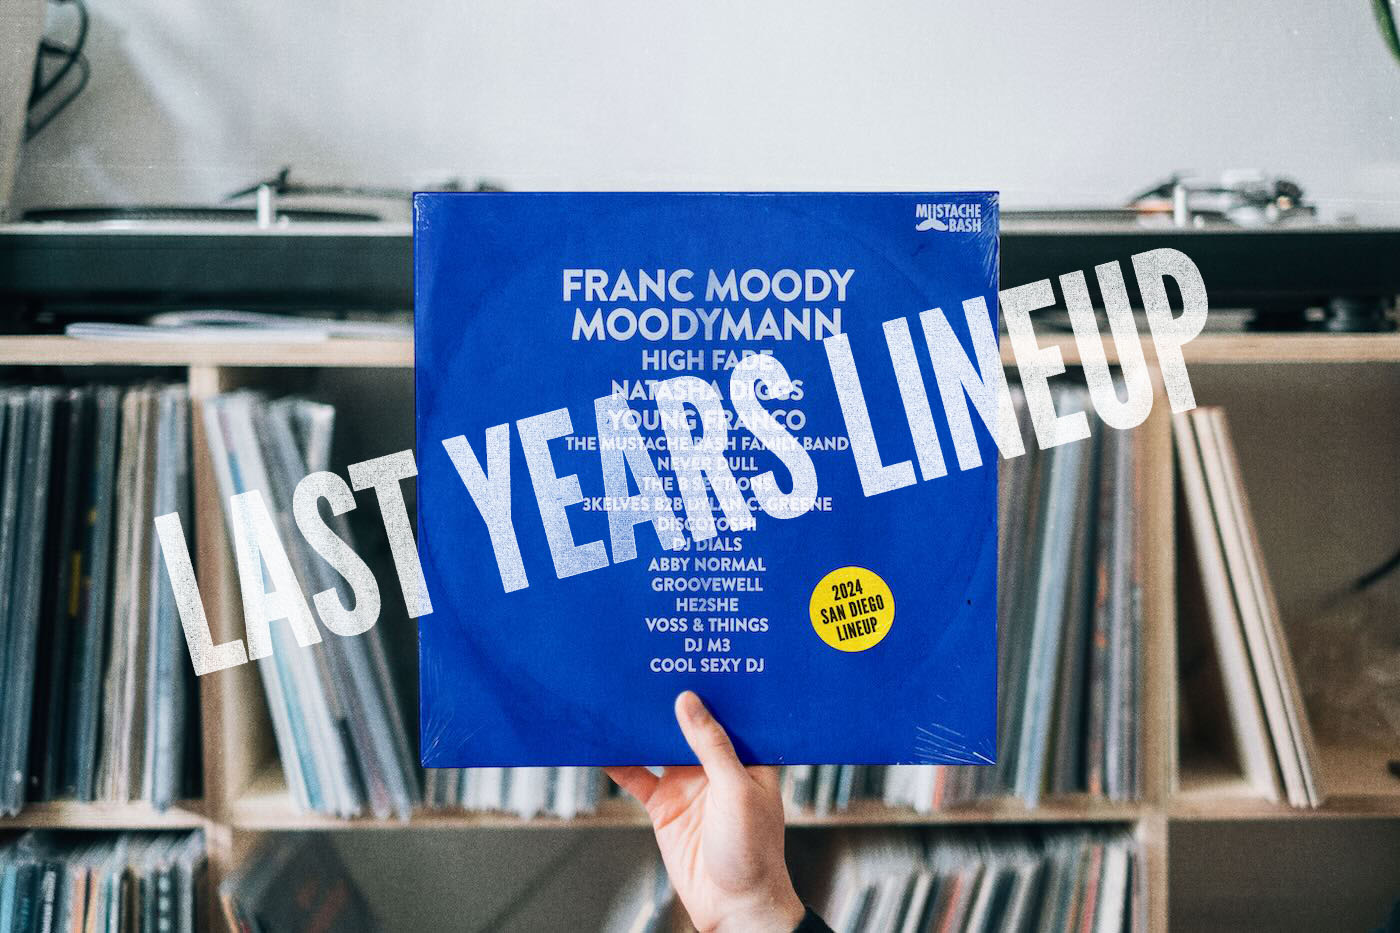 MUSTACHE
BASH
FRANC MOODY
MOODYMANN
HIGH FADE
NATASHA DIGGS
YOUNG FRANCO
THE MUSTACHE BASH FAMILY BAND
NEVER DULL
THE B SECTIONS
3KELVES B2B DYLAN C. GREENE
DISCOTOSHI
DJ DIALS
ABBY NORMAL
GROOVEWELL
HE2SHE
VOSS & THINGS
DJ M3
COOL SEXY DJ
2024
SAN DIEGO
LINEUP
LAST YEARS LINEUP